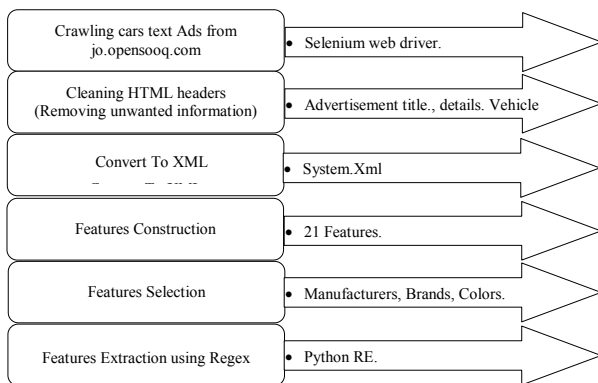 Crawling cars text Ads from
jo.opensooq.com
• Selenium web driver.
Cleaning HTML headers
(Removing unwanted information)
• Advertisement title., details. Vehicle
Convert To XML
• System.Xml
Features Construction
• 21 Features.
Features Selection
• Manufacturers, Brands, Colors.
Features Extraction using Regex
• Python RE.